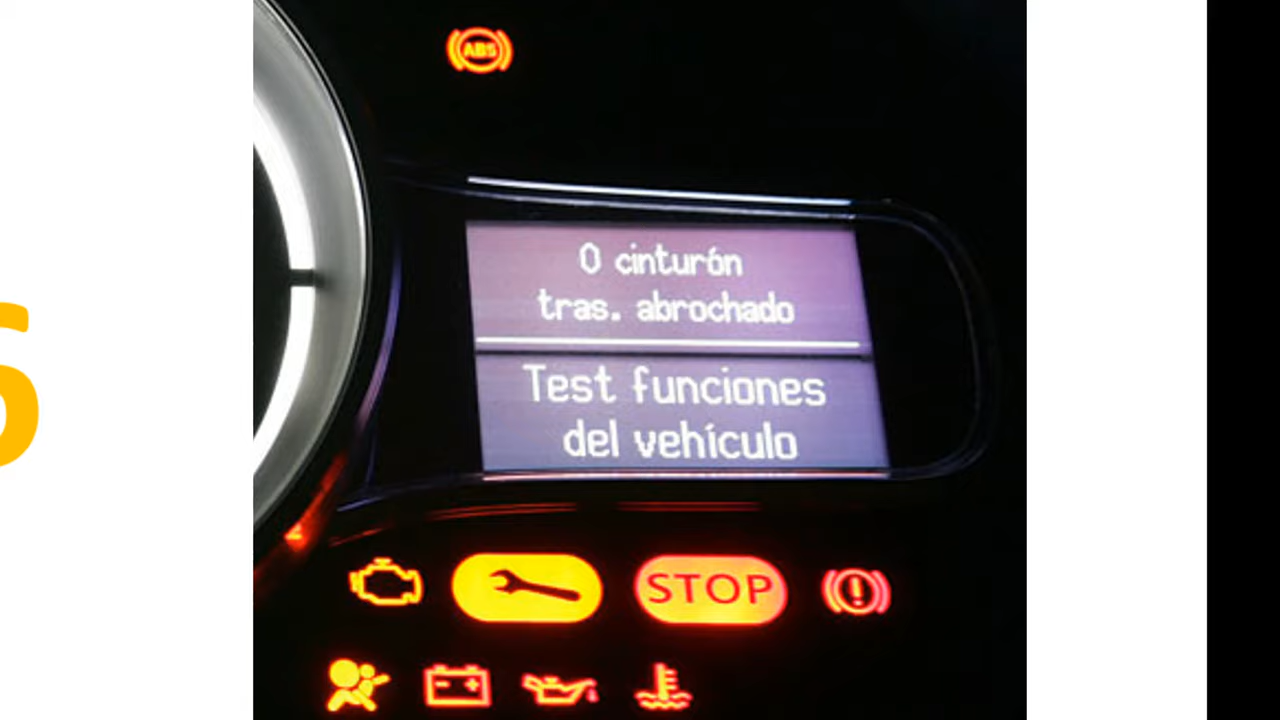 ABS
0 cinturón
tras. abrochado
Test funciones
del vehículo
STOP